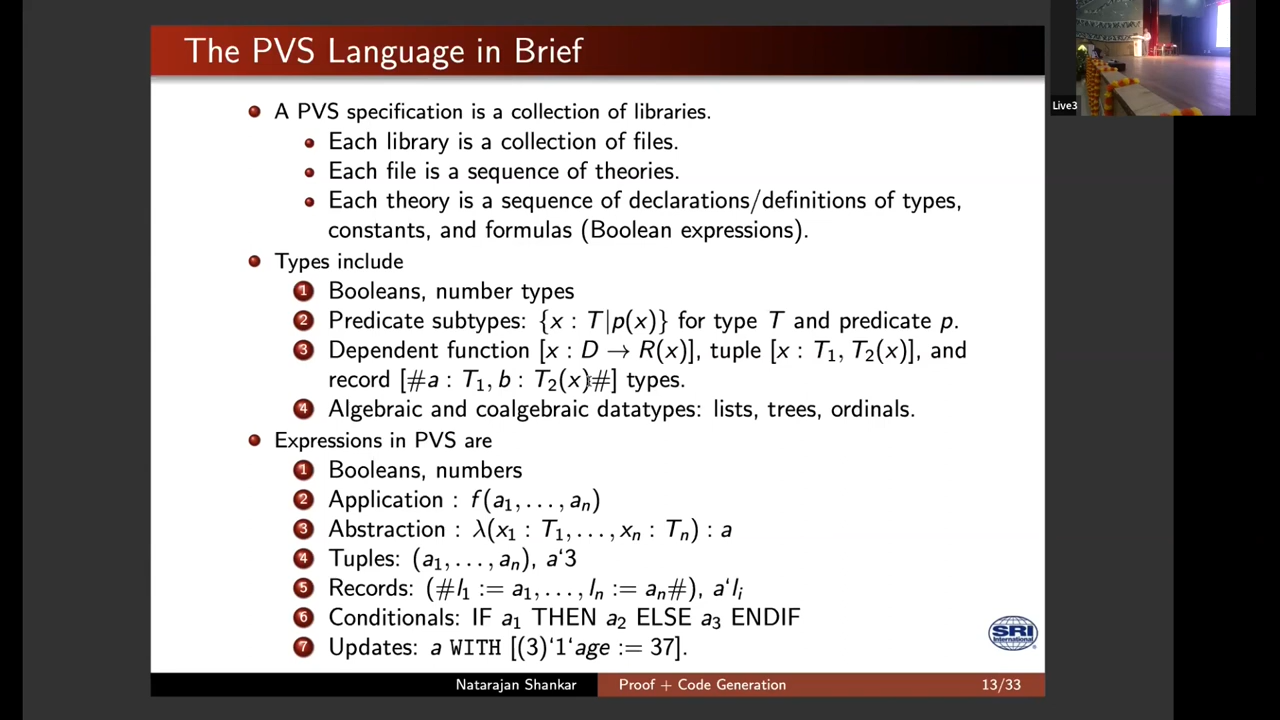 The PVS Language in Brief
A PVS specification is a collection of libraries.
Each library is a collection of files.
Each file is a sequence of theories.
Each theory is a sequence of declarations/definitions of types,
constants, and formulas (Boolean expressions).
Types include
1 Booleans, number types
2 Predicate subtypes: {x : T|p(x)} for type T and predicate p.
3 Dependent function [x : D → R(x)], tuple [x : T₁, T₂(x)], and
record [#a : T₁, b : T₂(x)#] types.
4 Algebraic and coalgebraic datatypes: lists, trees, ordinals.
Expressions in PVS are
1 Booleans, numbers
2 Application : f(a₁, . . . , aₙ)
3 Abstraction : λ(x₁ : T₁, . . . , xₙ : Tₙ) : a
4 Tuples: (a₁, . . . , aₙ), a‘3
5 Records: (#l₁ := a₁, . . . , lₙ := aₙ#), a‘lᵢ
6 Conditionals: IF a₁ THEN a₂ ELSE a₃ ENDIF
7 Updates: a WITH [(3)‘1‘age := 37].
SRI
International
Natarajan Shankar
Proof + Code Generation
13/33
Live3